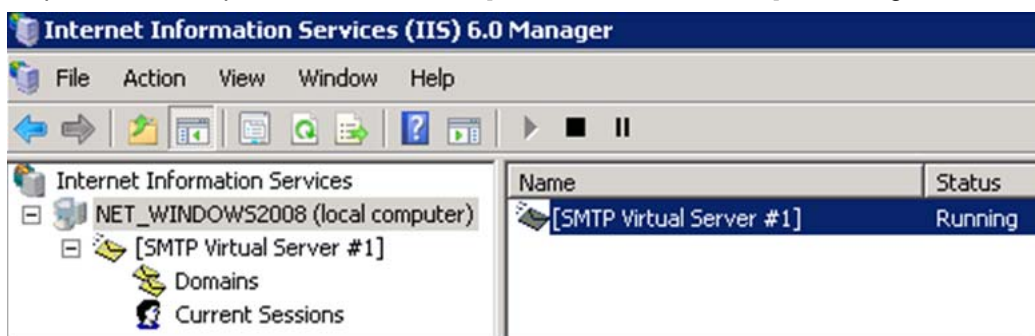 Internet Information Services (IIS) 6.0 Manager
File Action View Window Help
Internet Information Services
NET_WINDOWS2008 (local computer)
[SMTP Virtual Server #1]
Domains
Current Sessions
Name Status
[SMTP Virtual Server #1] Running